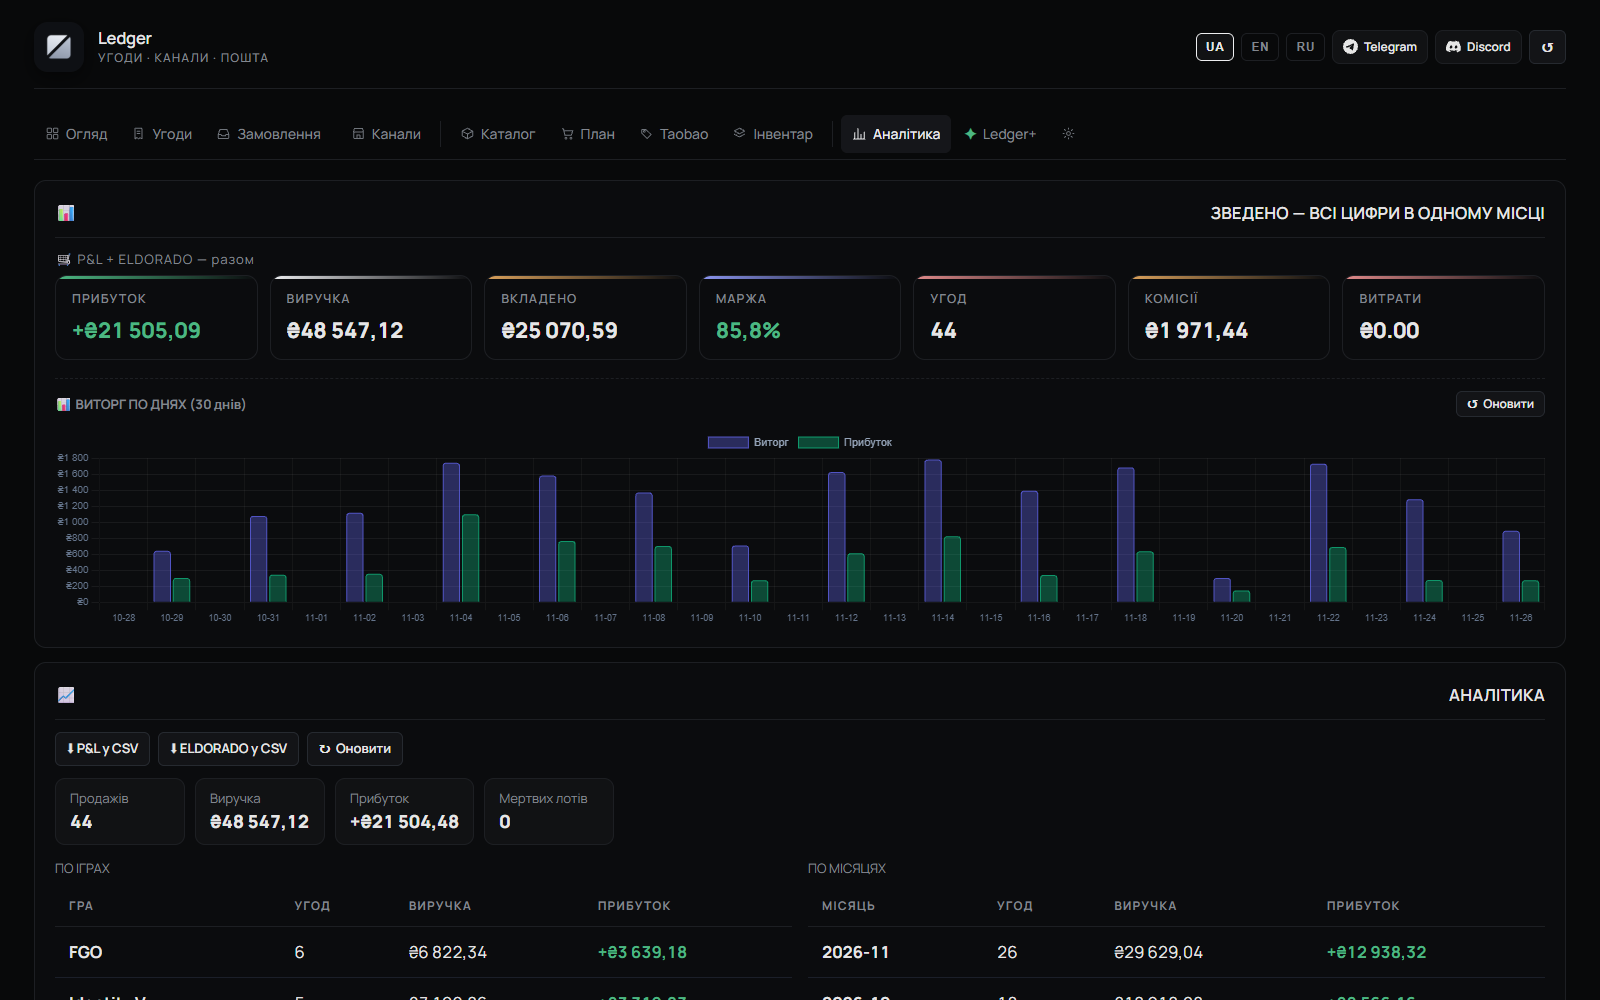 Ledger
УГОДИ · КАНАЛИ · ПОШТА
UA EN RU Telegram Discord ↺
Огляд Угоди Замовлення Канали Каталог План Taobao Інвентар Аналітика Ledger+
ЗВЕДЕНО — ВСІ ЦИФРИ В ОДНОМУ МІСЦІ
P&L + ELDORADO — разом
ПРИБУТОК ВИРУЧКА ВКЛАДЕНО МАРЖА УГОД КОМІСІЇ ВИТРАТИ
+₴21 505,09 ₴48 547,12 ₴25 070,59 85,8% 44 ₴1 971,44 ₴0.00
ВИТОРГ ПО ДНЯХ (30 днів) ↺ Оновити
Виторг Прибуток
₴1 800
₴1 600
₴1 400
₴1 200
₴1 000
₴800
₴600
₴400
₴200
₴0
10-28 10-29 10-30 10-31 11-01 11-02 11-03 11-04 11-05 11-06 11-07 11-08 11-09 11-10 11-11 11-12 11-13 11-14 11-15 11-16 11-17 11-18 11-19 11-20 11-21 11-22 11-23 11-24 11-25 11-26
АНАЛІТИКА
⬇ P&L у CSV ⬇ ELDORADO у CSV ↻ Оновити
Продажів Виручка Прибуток Мертвих лотів
44 ₴48 547,12 +₴21 504,48 0
ПО ІГРАХ ПО МІСЯЦЯХ
ГРА УГОД ВИРУЧКА ПРИБУТОК МІСЯЦЬ УГОД ВИРУЧКА ПРИБУТОК
FGO 6 ₴6 822,34 +₴3 639,18 2026-11 26 ₴29 629,04 +₴12 938,32